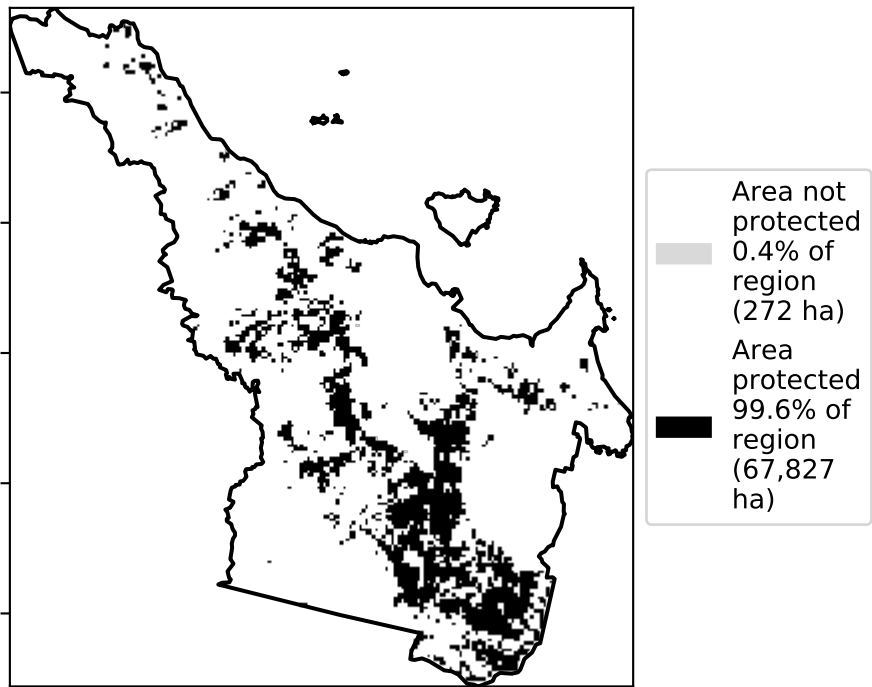 Area not
protected
0.4% of
region
(272 ha)
Area
protected
99.6% of
region
(67,827
ha)